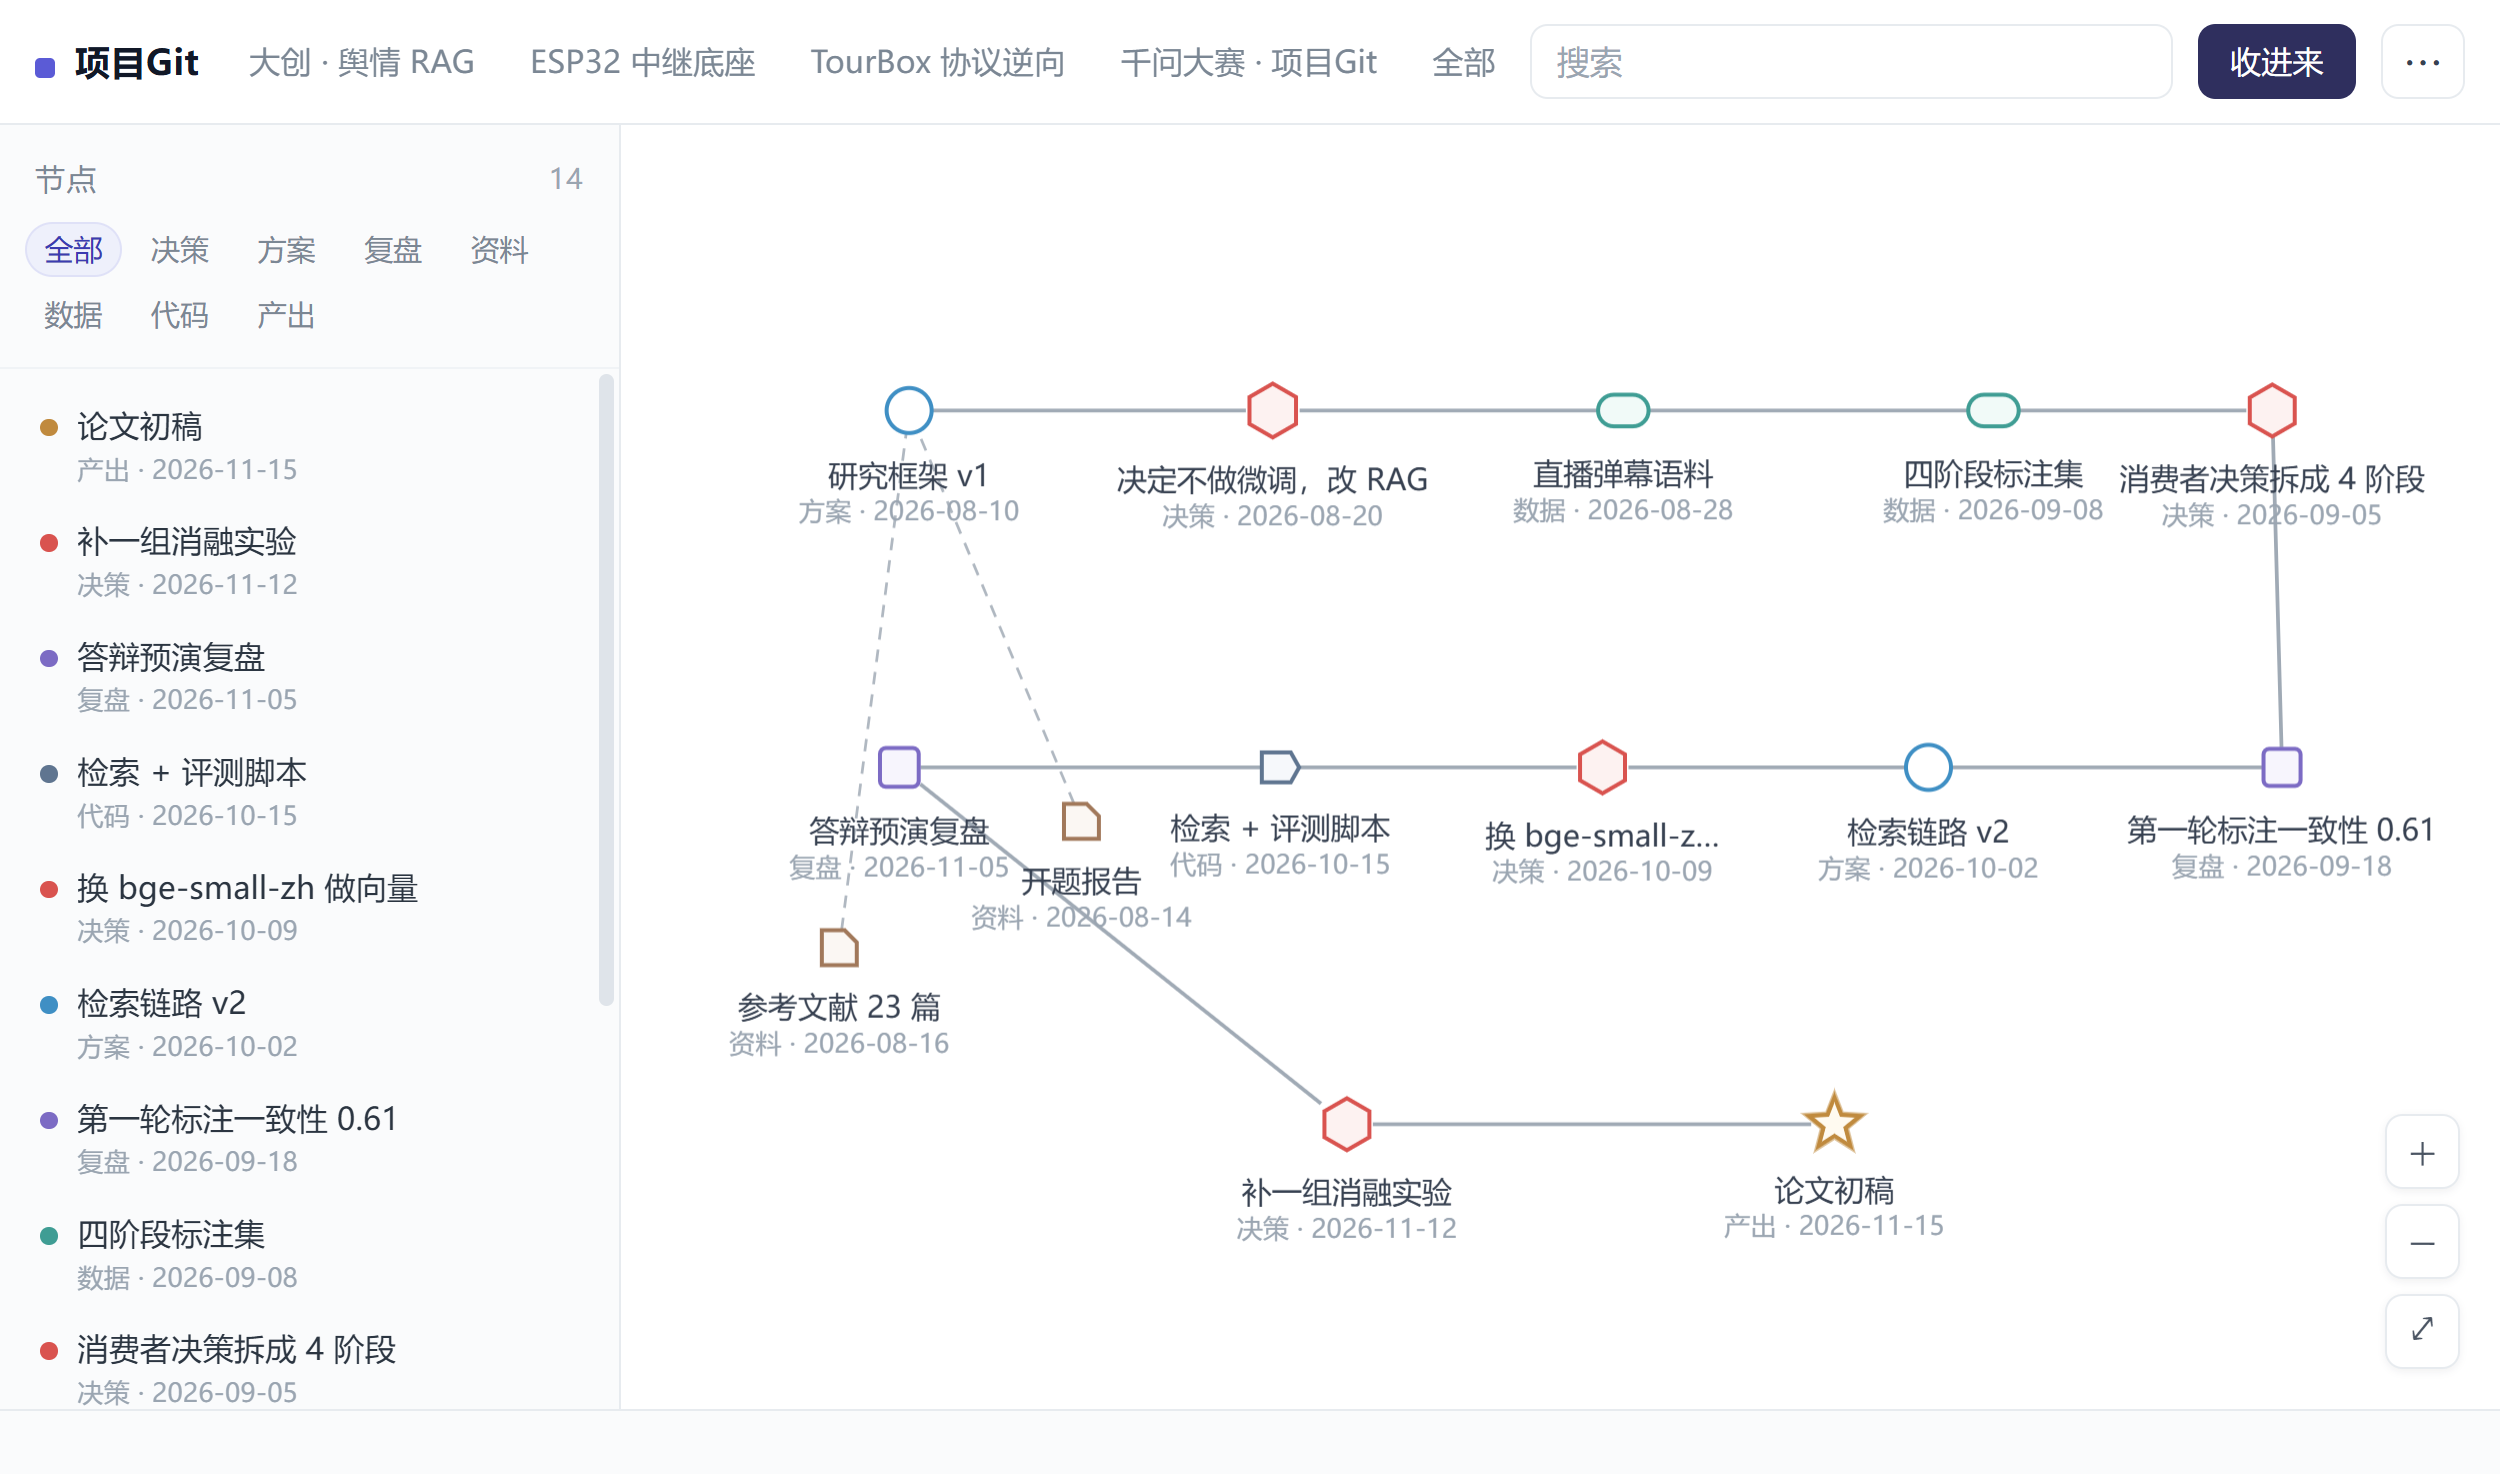 项目Git
大创 · 舆情 RAG
ESP32 中继底座
TourBox 协议逆向
千问大赛 · 项目Git
全部
搜索
收进来
···
节点
14
全部
决策
方案
复盘
资料
数据
代码
产出
论文初稿
产出 · 2026-11-15
补一组消融实验
决策 · 2026-11-12
答辩预演复盘
复盘 · 2026-11-05
检索 + 评测脚本
代码 · 2026-10-15
换 bge-small-zh 做向量
决策 · 2026-10-09
检索链路 v2
方案 · 2026-10-02
第一轮标注一致性 0.61
复盘 · 2026-09-18
四阶段标注集
数据 · 2026-09-08
消费者决策拆成 4 阶段
决策 · 2026-09-05
研究框架 v1
方案 · 2026-08-10
决定不做微调，改 RAG
决策 · 2026-08-20
直播弹幕语料
数据 · 2026-08-28
四阶段标注集
数据 · 2026-09-08
消费者决策拆成 4 阶段
决策 · 2026-09-05
答辩预演复盘
复盘 · 2026-11-05
开题报告
资料 · 2026-08-14
检索 + 评测脚本
代码 · 2026-10-15
换 bge-small-z...
决策 · 2026-10-09
检索链路 v2
方案 · 2026-10-02
第一轮标注一致性 0.61
复盘 · 2026-09-18
参考文献 23 篇
资料 · 2026-08-16
补一组消融实验
决策 · 2026-11-12
论文初稿
产出 · 2026-11-15